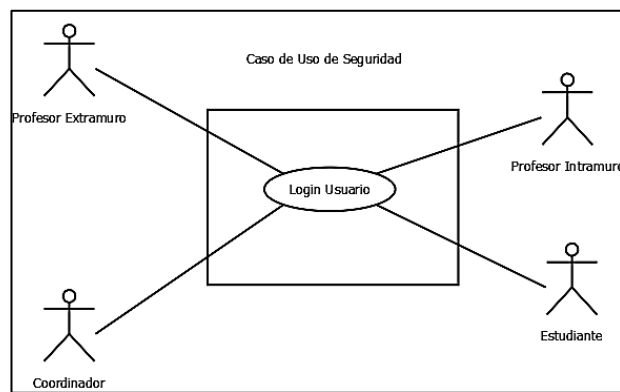 Caso de Uso de Seguridad
Profesor Extramuro
Profesor Intramure
Login Usuario
Estudiante
Coordinador